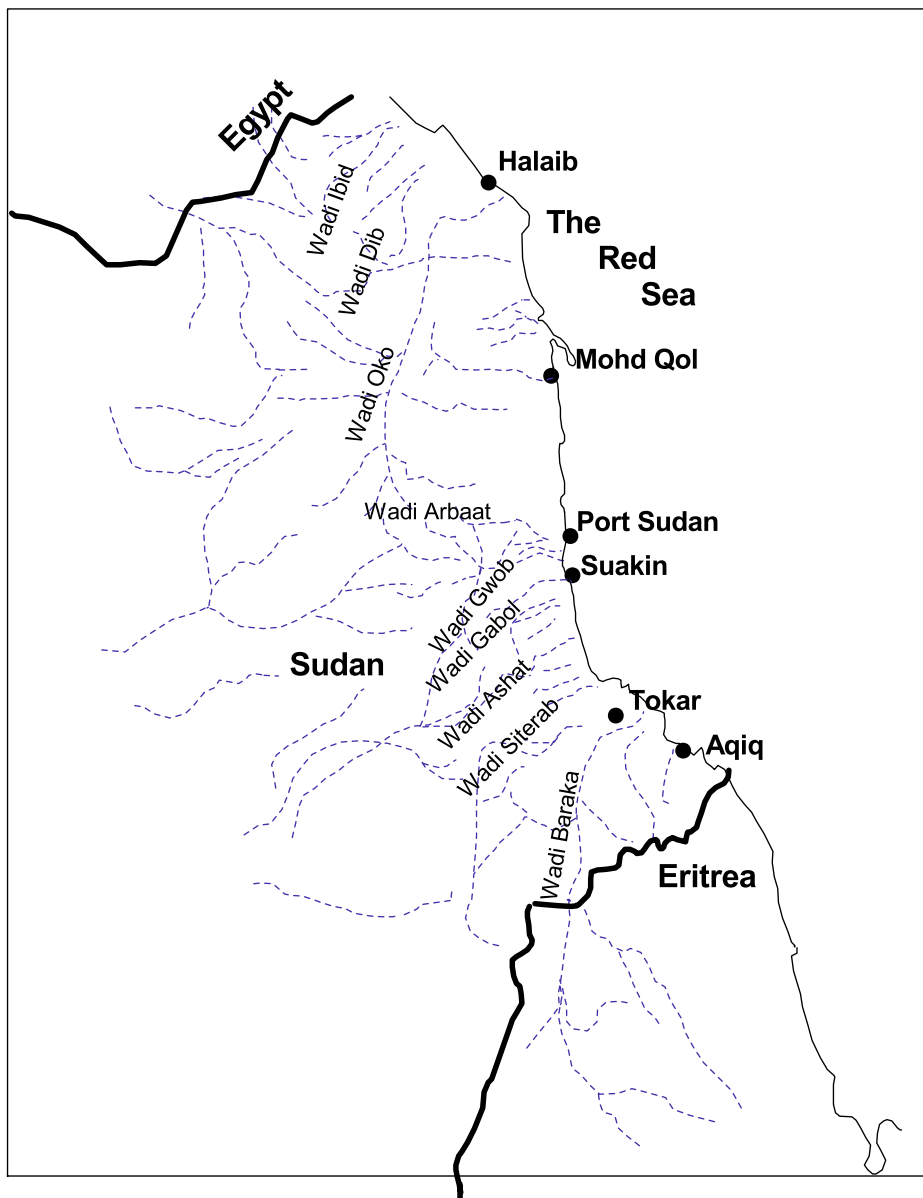 Egypt
Halaib
Wadi Ibid
The
Red
Sea
Wadi Dib
Mohd Qol
Wadi Oko
Wadi Arbaat
Port Sudan
Suakin
Wadi Gwob
Wadi Gabol
Sudan
Wadi Ashat
Tokar
Wadi Siterab
Aqiq
Wadi Baraka
Eritrea